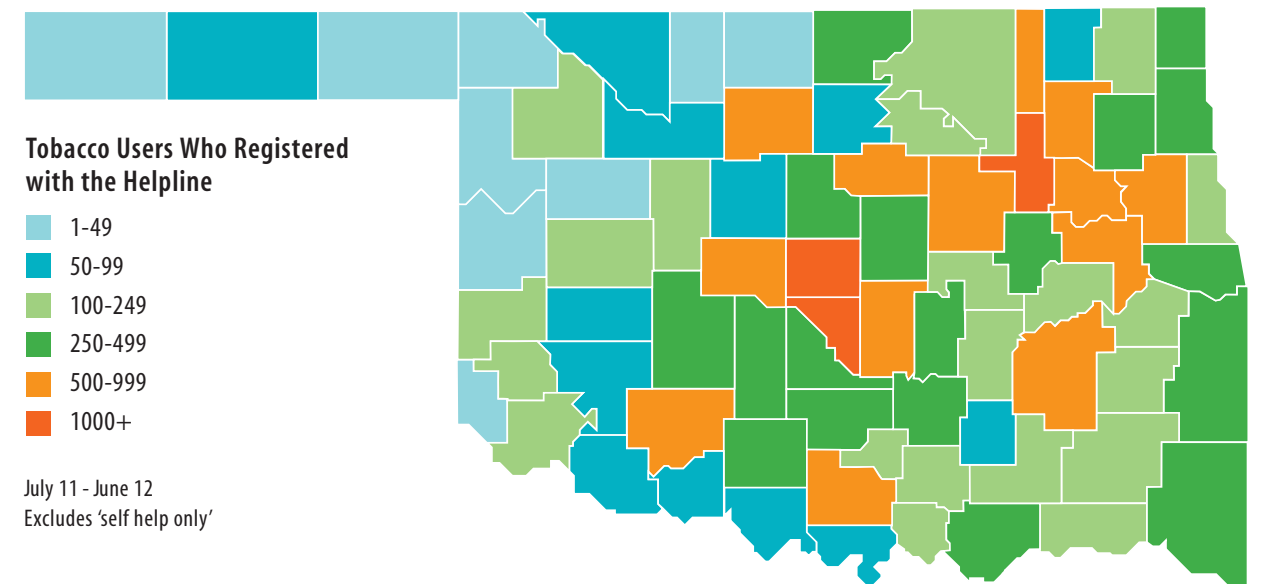 Tobacco Users Who Registered
with the Helpline
1-49
50-99
100-249
250-499
500-999
1000+
July 11 - June 12
Excludes ‘self help only’